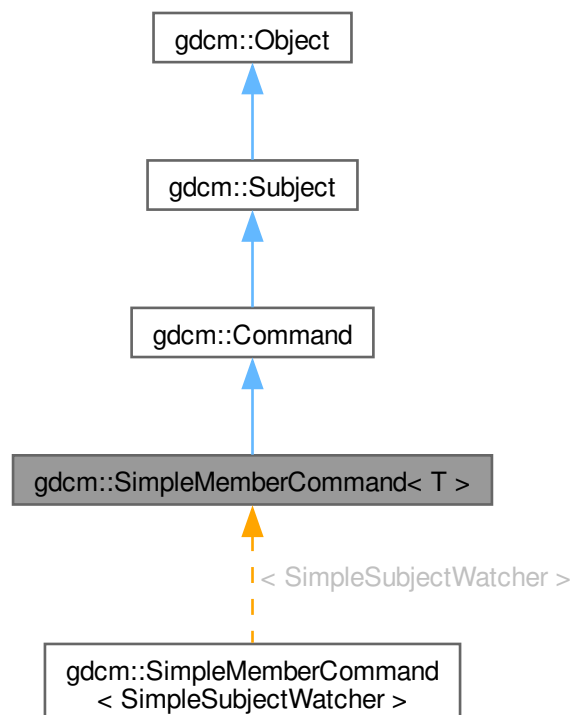 gdcm::Object
gdcm::Subject
gdcm::Command
gdcm::SimpleMemberCommand< T >
< SimpleSubjectWatcher >
gdcm::SimpleMemberCommand
< SimpleSubjectWatcher >